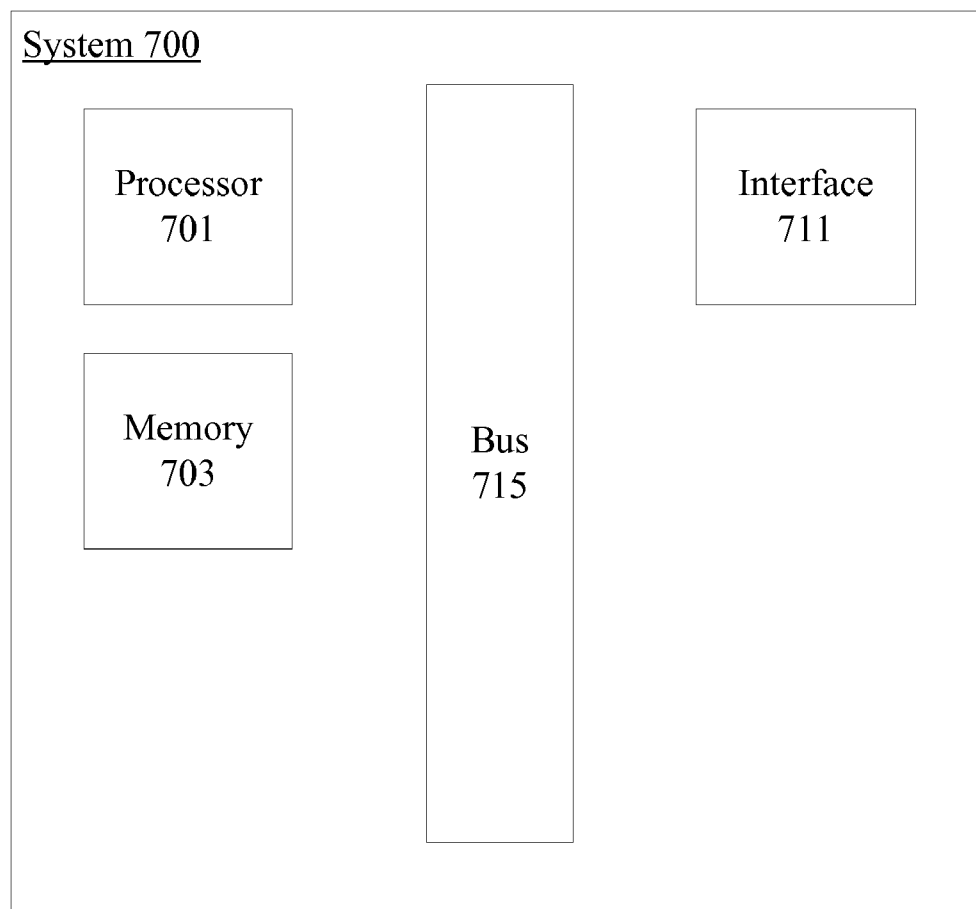 System 700
Processor
701
Interface
711
Memory
703
Bus
715